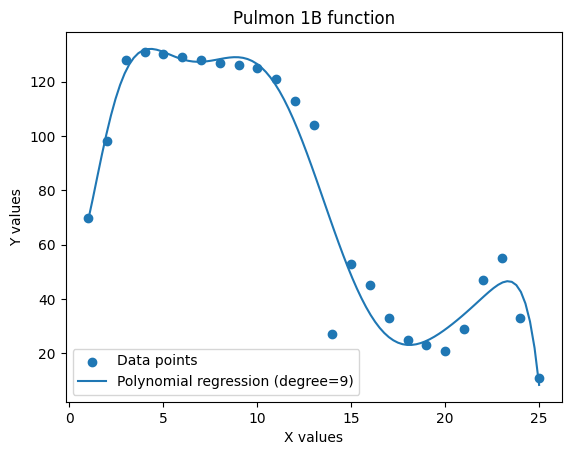 Pulmon 1B function
Y values
120
100
80
60
40
20
Data points
Polynomial regression (degree=9)
0
5
10
15
20
25
X values